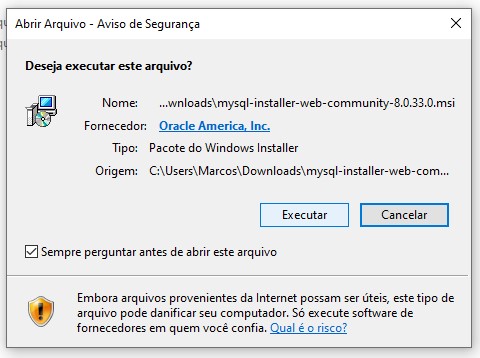 Abrir Arquivo - Aviso de Segurança
Deseja executar este arquivo?
Nome: ...wnloads\mysql-installer-web-community-8.0.33.0.msi
Fornecedor: Oracle America, Inc.
Tipo: Pacote do Windows Installer
Origem: C:\Users\Marcos\Downloads\mysql-installer-web-com...
Executar Cancelar
Sempre perguntar antes de abrir este arquivo
Embora arquivos provenientes da Internet possam ser úteis, este tipo de
arquivo pode danificar seu computador. Só execute software de
fornecedores em quem você confia. Qual é o risco?